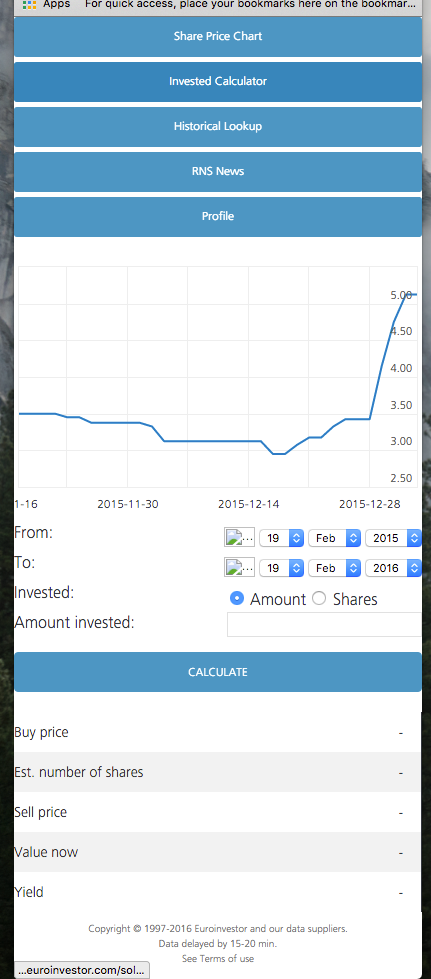 Apps For quick access, place your bookmarks here on the bookmar...
Share Price Chart
Invested Calculator
Historical Lookup
RNS News
Profile
5.00
4.50
4.00
3.50
3.00
2.50
1-16 2015-11-30 2015-12-14 2015-12-28
From: ... 19 Feb 2015
To: ... 19 Feb 2016
Invested: Amount Shares
Amount invested:
CALCULATE
Buy price -
Est. number of shares -
Sell price -
Value now -
Yield -
Copyright © 1997-2016 Euroinvestor and our data suppliers.
Data delayed by 15-20 min.
See Terms of use
...euroinvestor.com/sol...